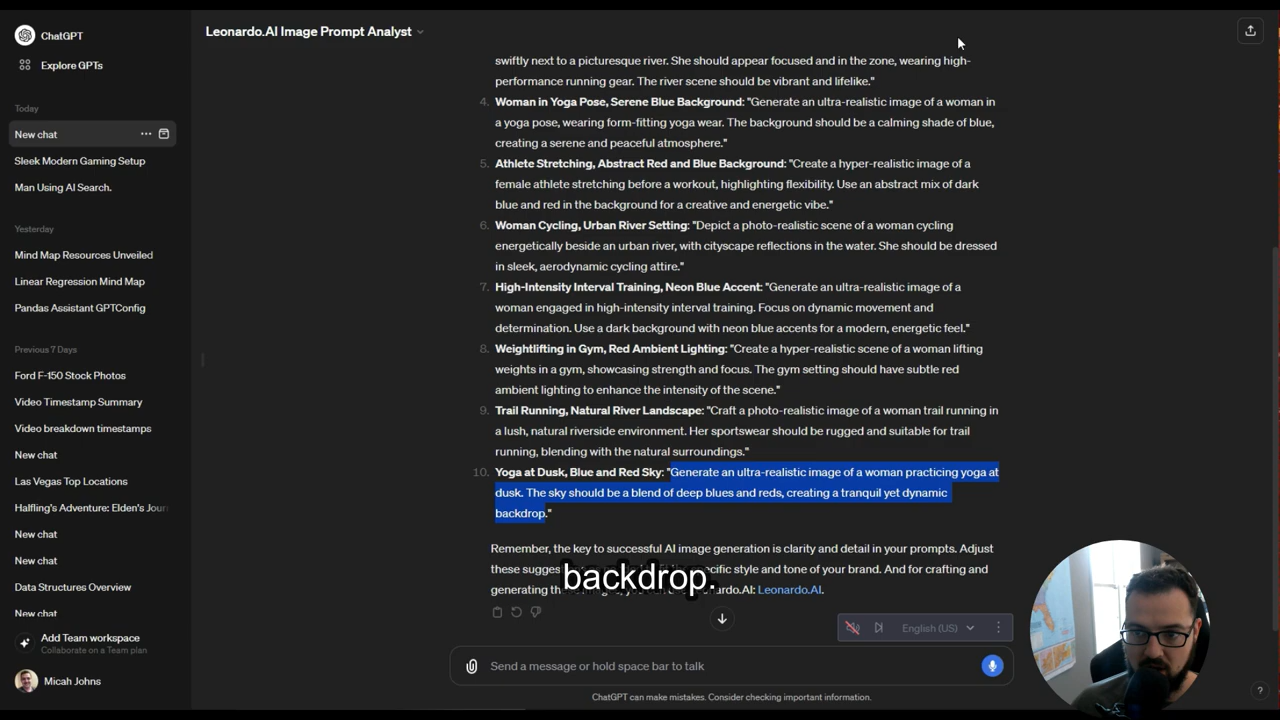 ChatGPT
Explore GPTs
Today
New chat
Sleek Modern Gaming Setup
Man Using AI Search.
Yesterday
Mind Map Resources Unveiled
Linear Regression Mind Map
Pandas Assistant GPTConfig
Previous 7 Days
Ford F-150 Stock Photos
Video Timestamp Summary
Video breakdown timestamps
New chat
Las Vegas Top Locations
Halfling's Adventure: Elden's Jour
New chat
New chat
Data Structures Overview
New chat
Add Team workspace
Collaborate on a Team plan
Micah Johns
Leonardo.AI Image Prompt Analyst
swiftly next to a picturesque river. She should appear focused and in the zone, wearing high-
performance running gear. The river scene should be vibrant and lifelike."
4. Woman in Yoga Pose, Serene Blue Background: "Generate an ultra-realistic image of a woman in
a yoga pose, wearing form-fitting yoga wear. The background should be a calming shade of blue,
creating a serene and peaceful atmosphere."
5. Athlete Stretching, Abstract Red and Blue Background: "Create a hyper-realistic image of a
female athlete stretching before a workout, highlighting flexibility. Use an abstract mix of dark
blue and red in the background for a creative and energetic vibe."
6. Woman Cycling, Urban River Setting: "Depict a photo-realistic scene of a woman cycling
energetically beside an urban river, with cityscape reflections in the water. She should be dressed
in sleek, aerodynamic cycling attire."
7. High-Intensity Interval Training, Neon Blue Accent: "Generate an ultra-realistic image of a
woman engaged in high-intensity interval training. Focus on dynamic movement and
determination. Use a dark background with neon blue accents for a modern, energetic feel."
8. Weightlifting in Gym, Red Ambient Lighting: "Create a hyper-realistic scene of a woman lifting
weights in a gym, showcasing strength and focus. The gym setting should have subtle red
ambient lighting to enhance the intensity of the scene."
9. Trail Running, Natural River Landscape: "Craft a photo-realistic image of a woman trail running in
a lush, natural riverside environment. Her sportswear should be rugged and suitable for trail
running, blending with the natural surroundings."
10. Yoga at Dusk, Blue and Red Sky: "Generate an ultra-realistic image of a woman practicing yoga at
dusk. The sky should be a blend of deep blues and reds, creating a tranquil yet dynamic
backdrop."
Remember, the key to successful AI image generation is clarity and detail in your prompts. Adjust
these style and tone of your brand. And for crafting and
backdrop.
generating Leonardo.AI.
English (US)
Send a message or hold space bar to talk
ChatGPT can make mistakes. Consider checking important information.
?